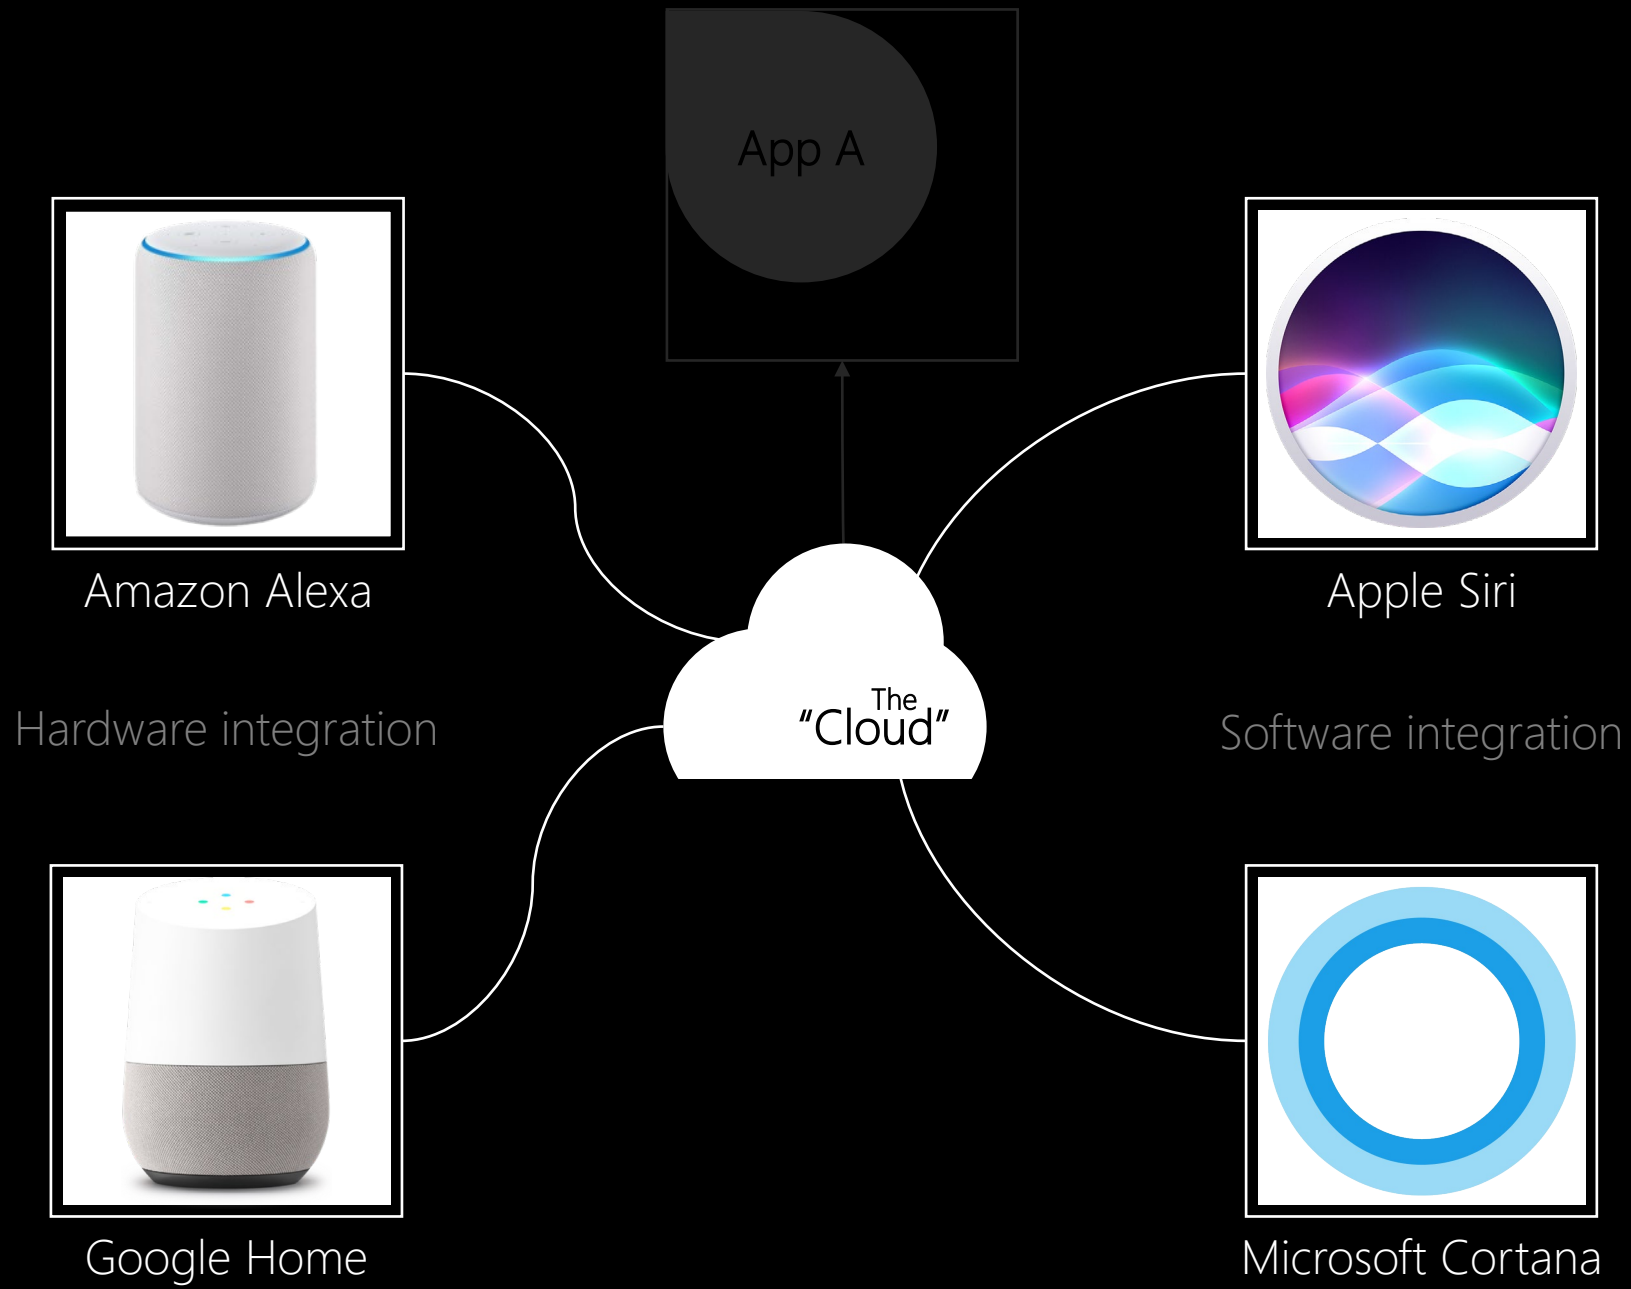 App A
Amazon Alexa
Apple Siri
Hardware integration
The
“Cloud”
Software integration
Google Home
Microsoft Cortana